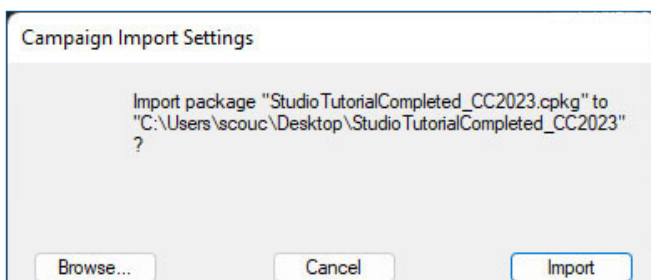 Campaign Import Settings
Import package "StudioTutorialCompleted_CC2023.cpkg" to
"C:\Users\scouc\Desktop\StudioTutorialCompleted_CC2023"
?
Browse...
Cancel
Import